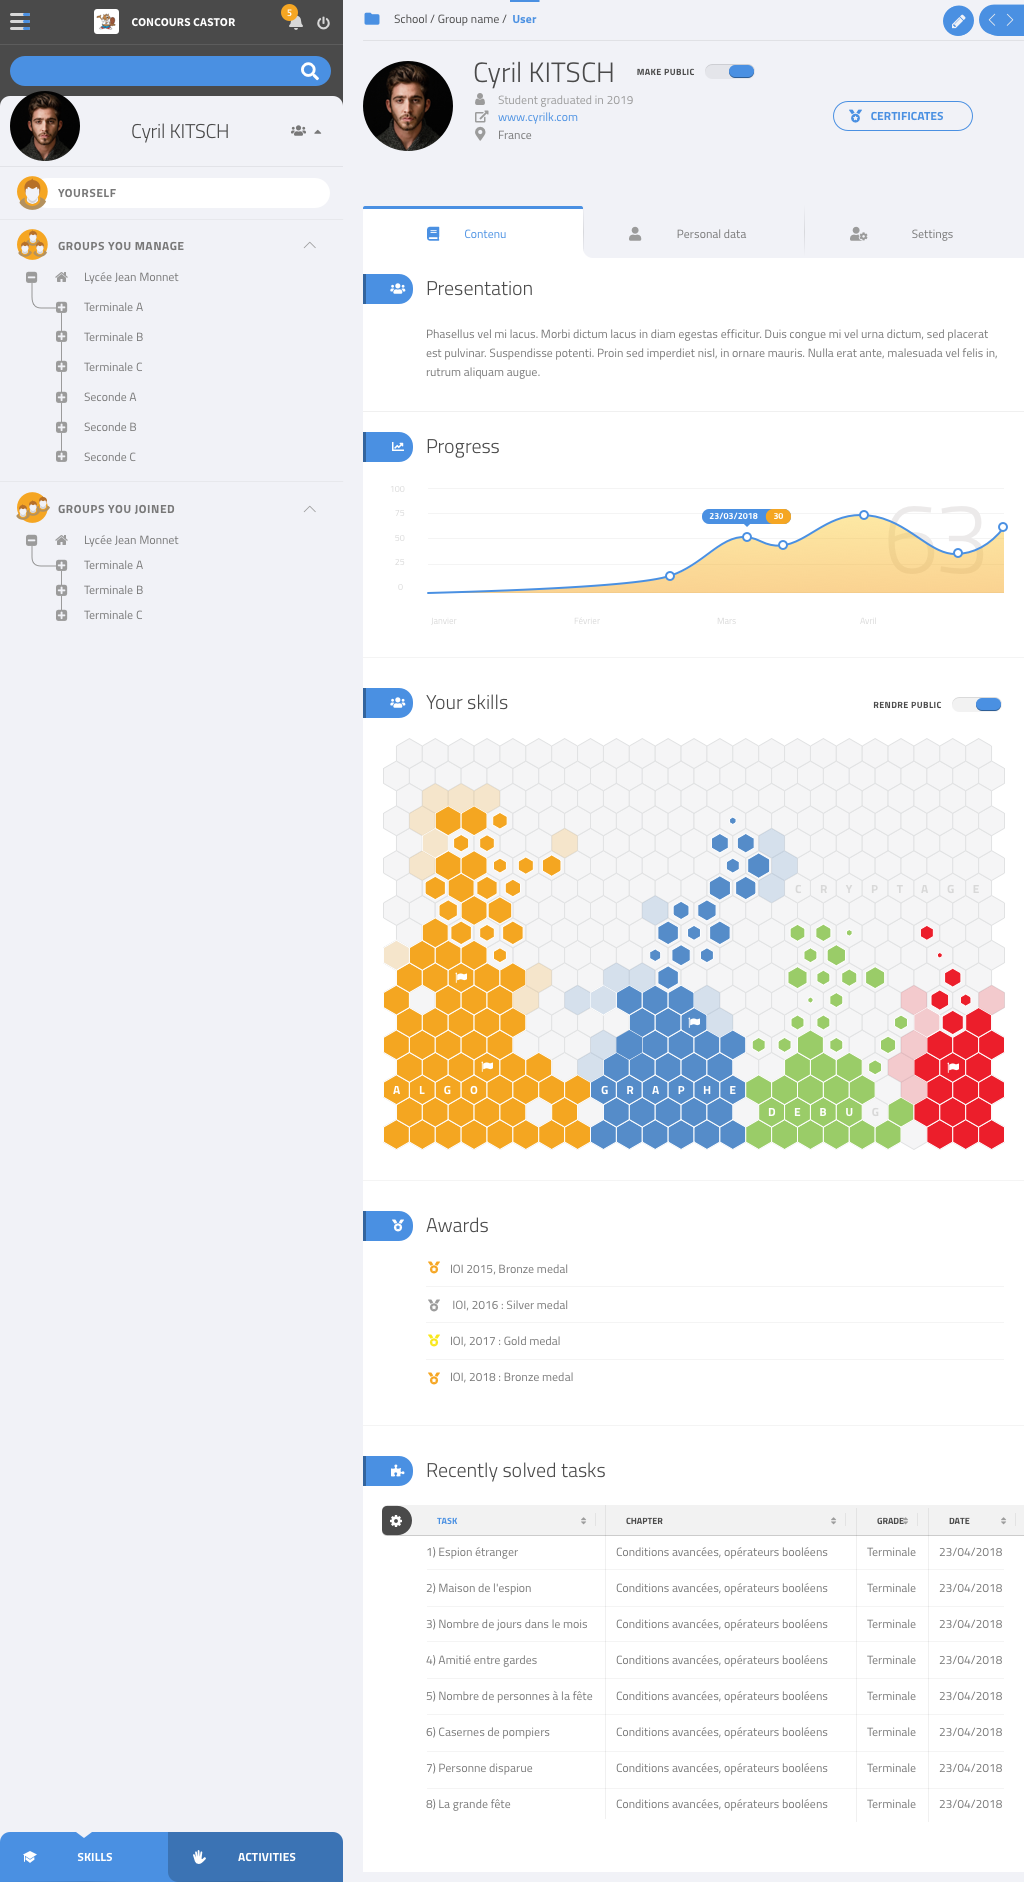 CONCOURS CASTOR
5
Cyril KITSCH
YOURSELF
GROUPS YOU MANAGE
Lycée Jean Monnet
Terminale A
Terminale B
Terminale C
Seconde A
Seconde B
Seconde C
GROUPS YOU JOINED
Lycée Jean Monnet
Terminale A
Terminale B
Terminale C
SKILLS
ACTIVITIES
School / Group name / User
Cyril KITSCH
MAKE PUBLIC
Student graduated in 2019
www.cyrilk.com
France
CERTIFICATES
Contenu
Personal data
Settings
Presentation
Phasellus vel mi lacus. Morbi dictum lacus in diam egestas efficitur. Duis congue mi vel urna dictum, sed placerat
est pulvinar. Suspendisse potenti. Proin sed imperdiet nisl, in ornare mauris. Nulla erat ante, malesuada vel felis in,
rutrum aliquam augue.
Progress
100
75
50
25
0
23/03/2018 30
63
Janvier Février Mars Avril
Your skills
RENDRE PUBLIC
CRYPTAGE
ALGO
GRAPHE
DEBUG
Awards
IOI 2015, Bronze medal
IOI, 2016 : Silver medal
IOI, 2017 : Gold medal
IOI, 2018 : Bronze medal
Recently solved tasks
TASK CHAPTER GRADE DATE
1) Espion étranger Conditions avancées, opérateurs booléens Terminale 23/04/2018
2) Maison de l'espion Conditions avancées, opérateurs booléens Terminale 23/04/2018
3) Nombre de jours dans le mois Conditions avancées, opérateurs booléens Terminale 23/04/2018
4) Amitié entre gardes Conditions avancées, opérateurs booléens Terminale 23/04/2018
5) Nombre de personnes à la fête Conditions avancées, opérateurs booléens Terminale 23/04/2018
6) Casernes de pompiers Conditions avancées, opérateurs booléens Terminale 23/04/2018
7) Personne disparue Conditions avancées, opérateurs booléens Terminale 23/04/2018
8) La grande fête Conditions avancées, opérateurs booléens Terminale 23/04/2018